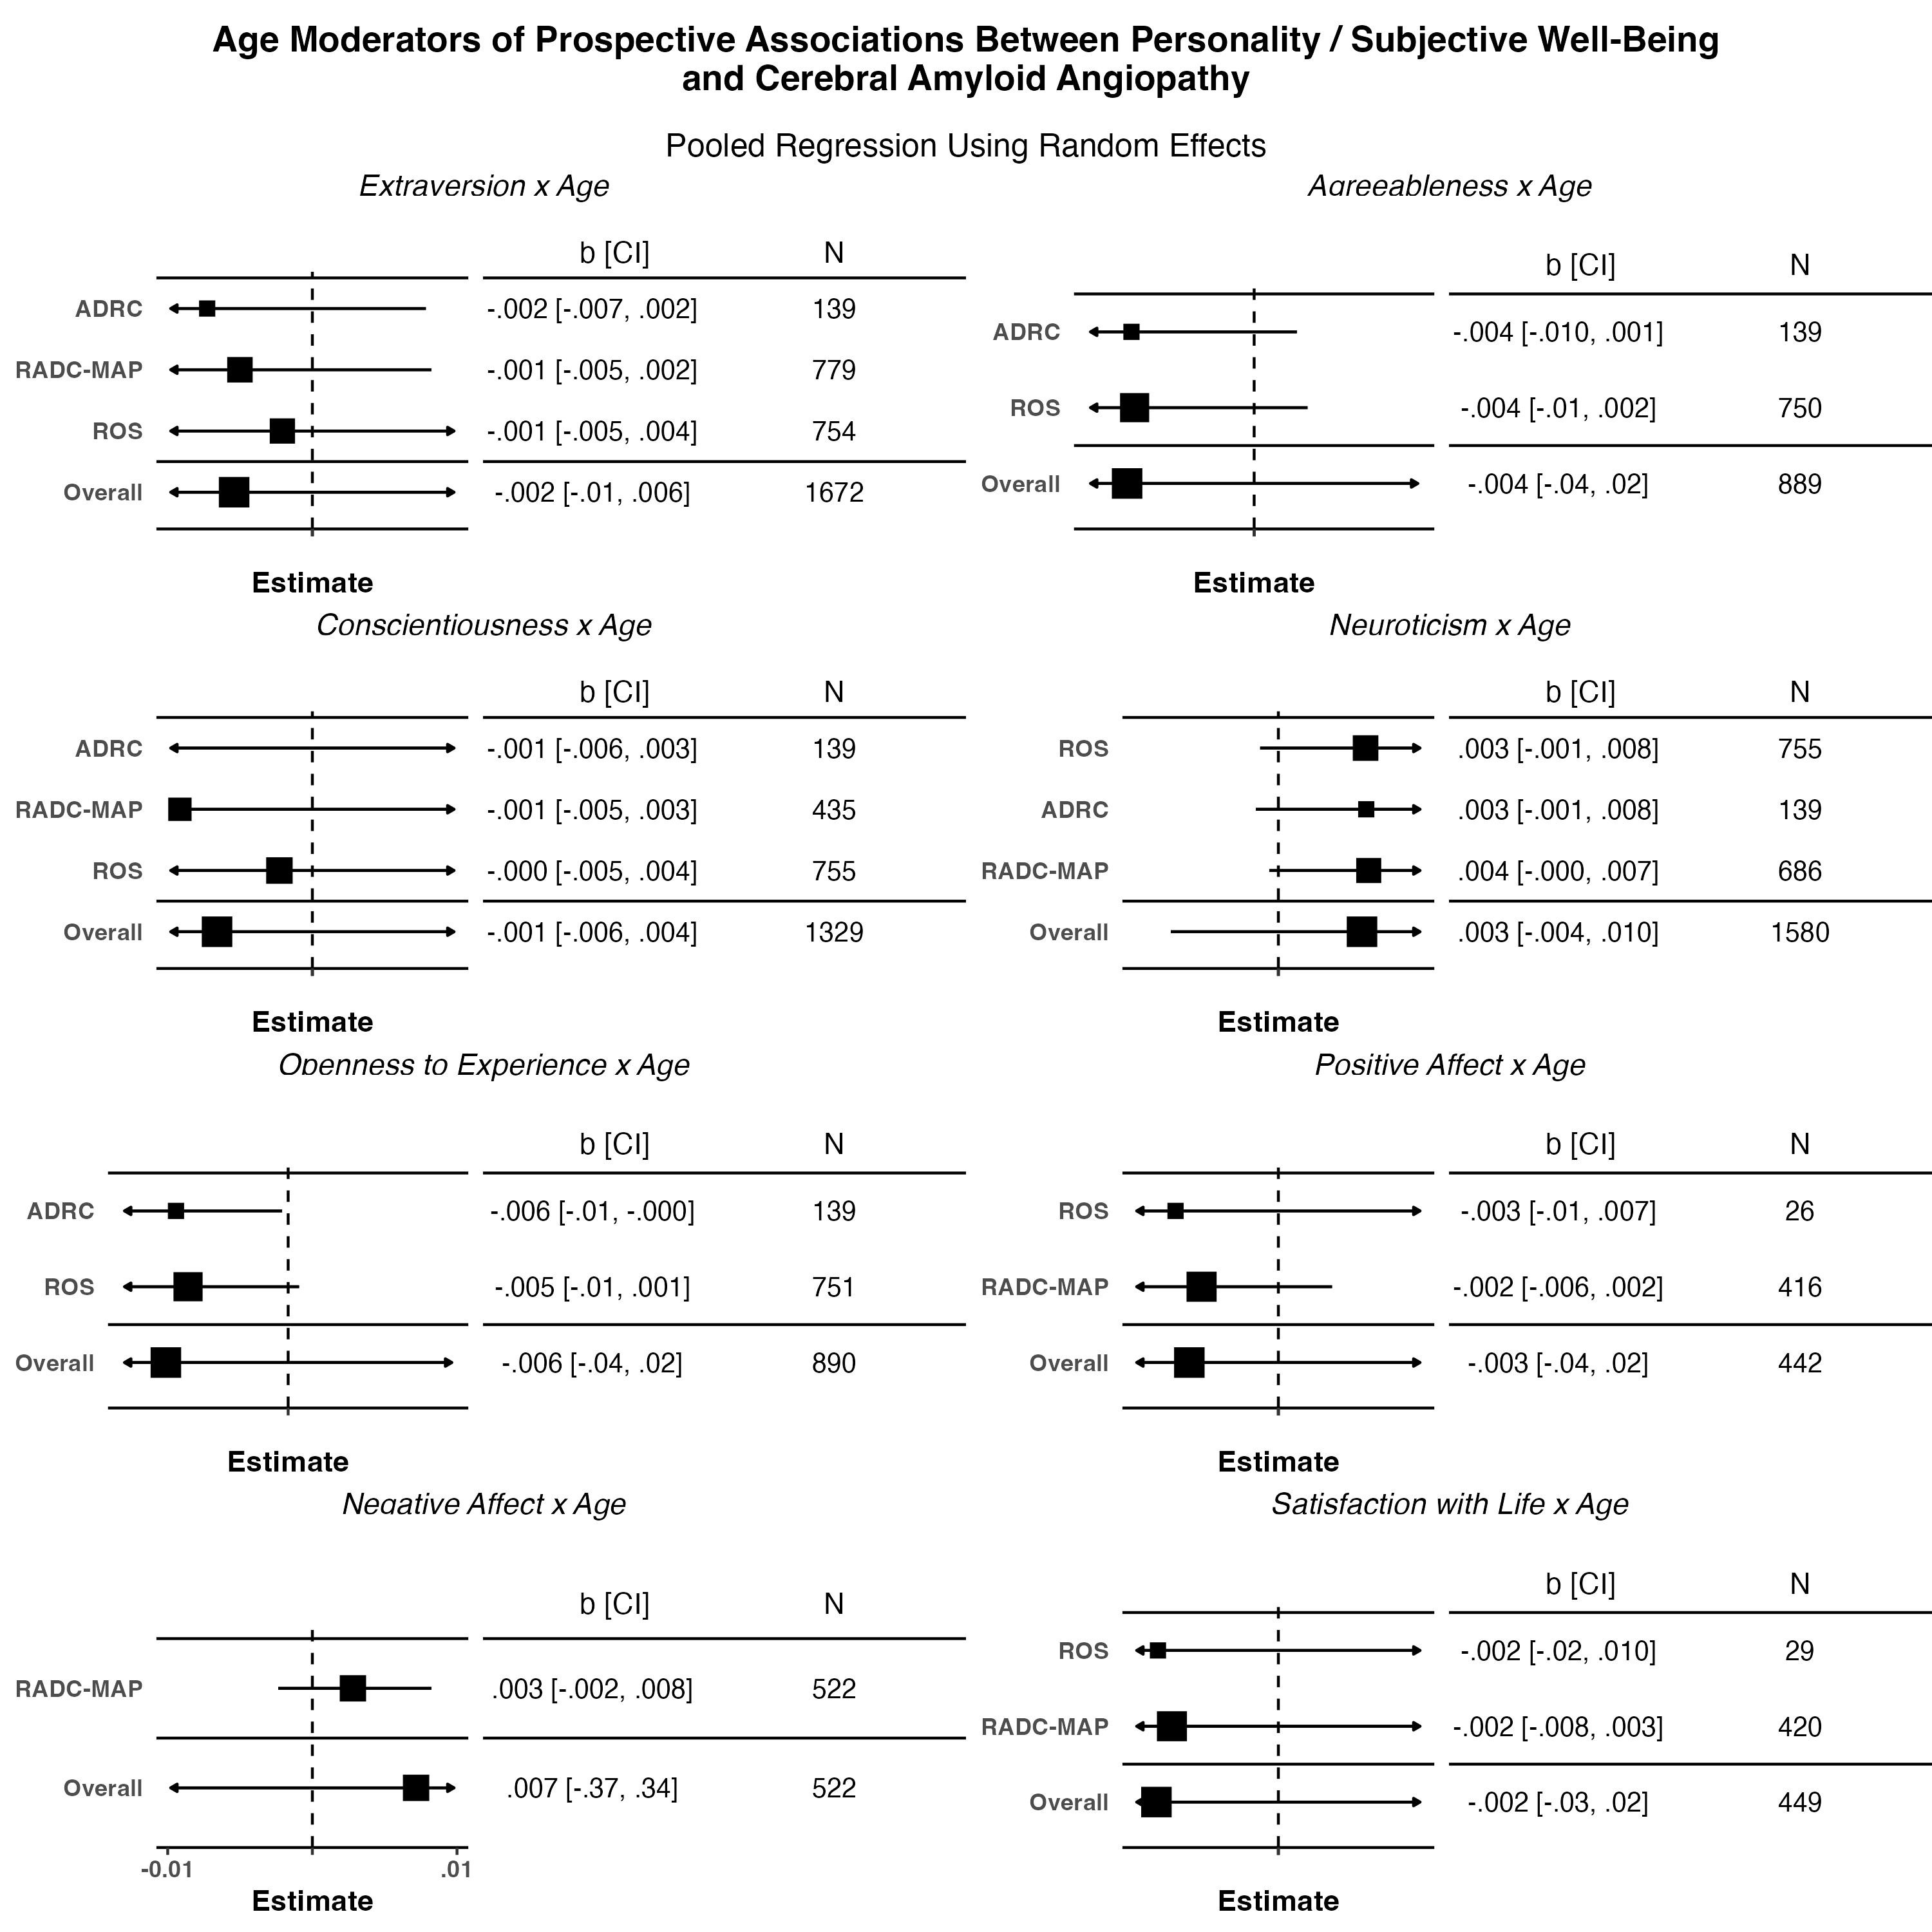 Age Moderators of Prospective Associations Between Personality / Subjective Well-Being
and Cerebral Amyloid Angiopathy
Pooled Regression Using Random Effects
Extraversion x Age
b [CI] N
ADRC -.002 [-.007, .002] 139
RADC-MAP -.001 [-.005, .002] 779
ROS -.001 [-.005, .004] 754
Overall -.002 [-.01, .006] 1672
Estimate
Agreeableness x Age
b [CI] N
ADRC -.004 [-.010, .001] 139
ROS -.004 [-.01, .002] 750
Overall -.004 [-.04, .02] 889
Estimate
Conscientiousness x Age
b [CI] N
ADRC -.001 [-.006, .003] 139
RADC-MAP -.001 [-.005, .003] 435
ROS -.000 [-.005, .004] 755
Overall -.001 [-.006, .004] 1329
Estimate
Neuroticism x Age
b [CI] N
ROS .003 [-.001, .008] 755
ADRC .003 [-.001, .008] 139
RADC-MAP .004 [-.000, .007] 686
Overall .003 [-.004, .010] 1580
Estimate
Openness to Experience x Age
b [CI] N
ADRC -.006 [-.01, -.000] 139
ROS -.005 [-.01, .001] 751
Overall -.006 [-.04, .02] 890
Estimate
Positive Affect x Age
b [CI] N
ROS -.003 [-.01, .007] 26
RADC-MAP -.002 [-.006, .002] 416
Overall -.003 [-.04, .02] 442
Estimate
Negative Affect x Age
b [CI] N
RADC-MAP .003 [-.002, .008] 522
Overall .007 [-.37, .34] 522
-0.01 .01
Estimate
Satisfaction with Life x Age
b [CI] N
ROS -.002 [-.02, .010] 29
RADC-MAP -.002 [-.008, .003] 420
Overall -.002 [-.03, .02] 449
Estimate